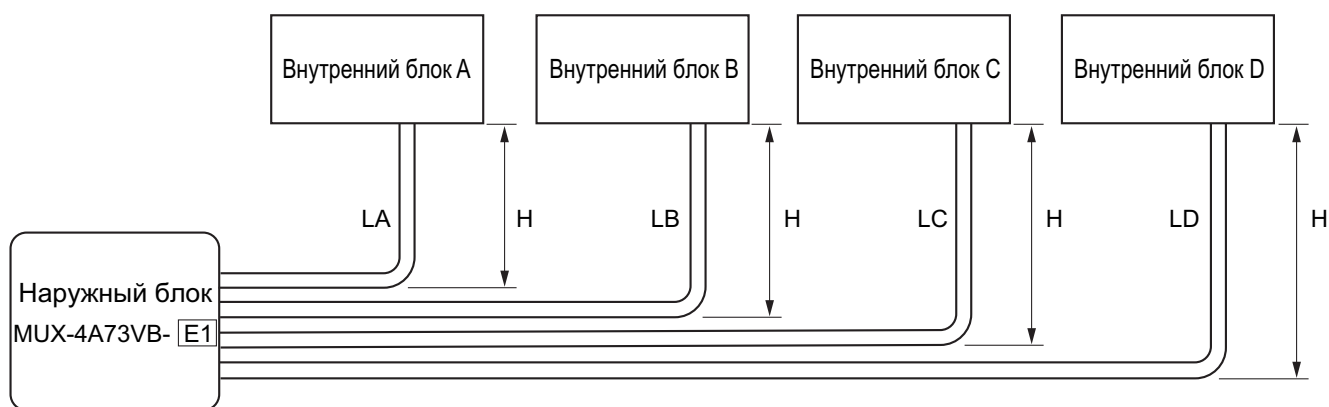 Внутренний блок A
Внутренний блок B
Внутренний блок C
Внутренний блок D
LA
H
LB
H
LC
H
LD
H
Наружный блок
MUX-4A73VB- E1